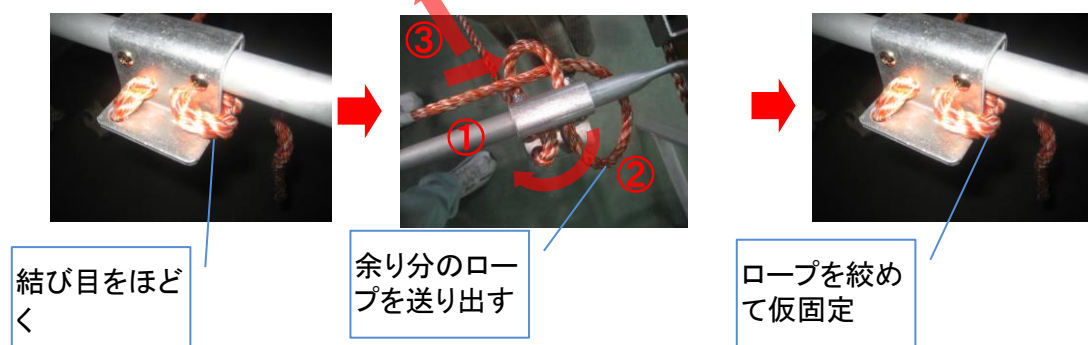 ③
①
②
結び目をほど
く
余り分のロー
プを送り出す
ロープを絞め
て仮固定